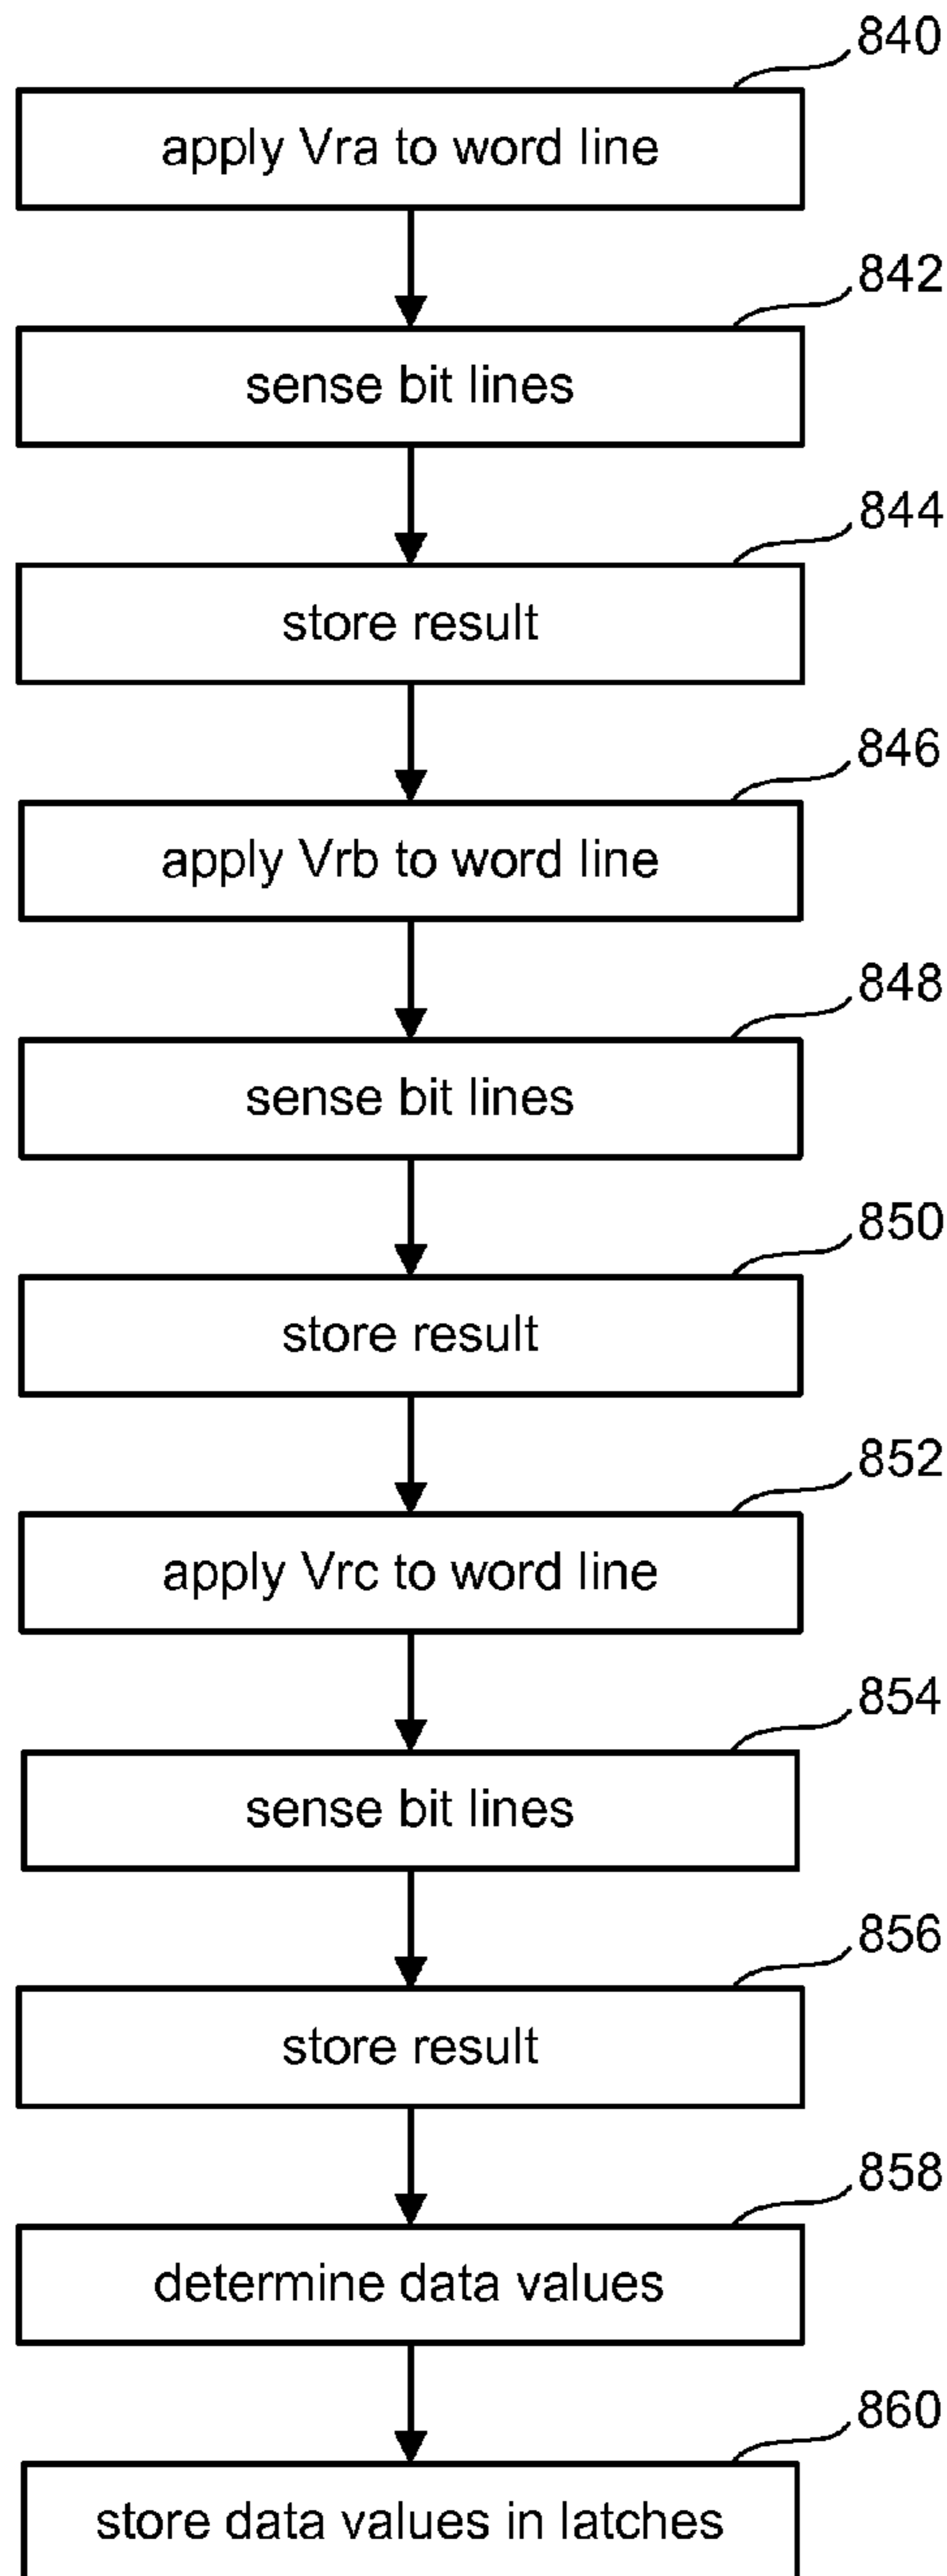 840
apply Vra to word line
842
sense bit lines
844
store result
846
apply Vrb to word line
848
sense bit lines
850
store result
852
apply Vrc to word line
854
sense bit lines
856
store result
858
determine data values
860
store data values in latches